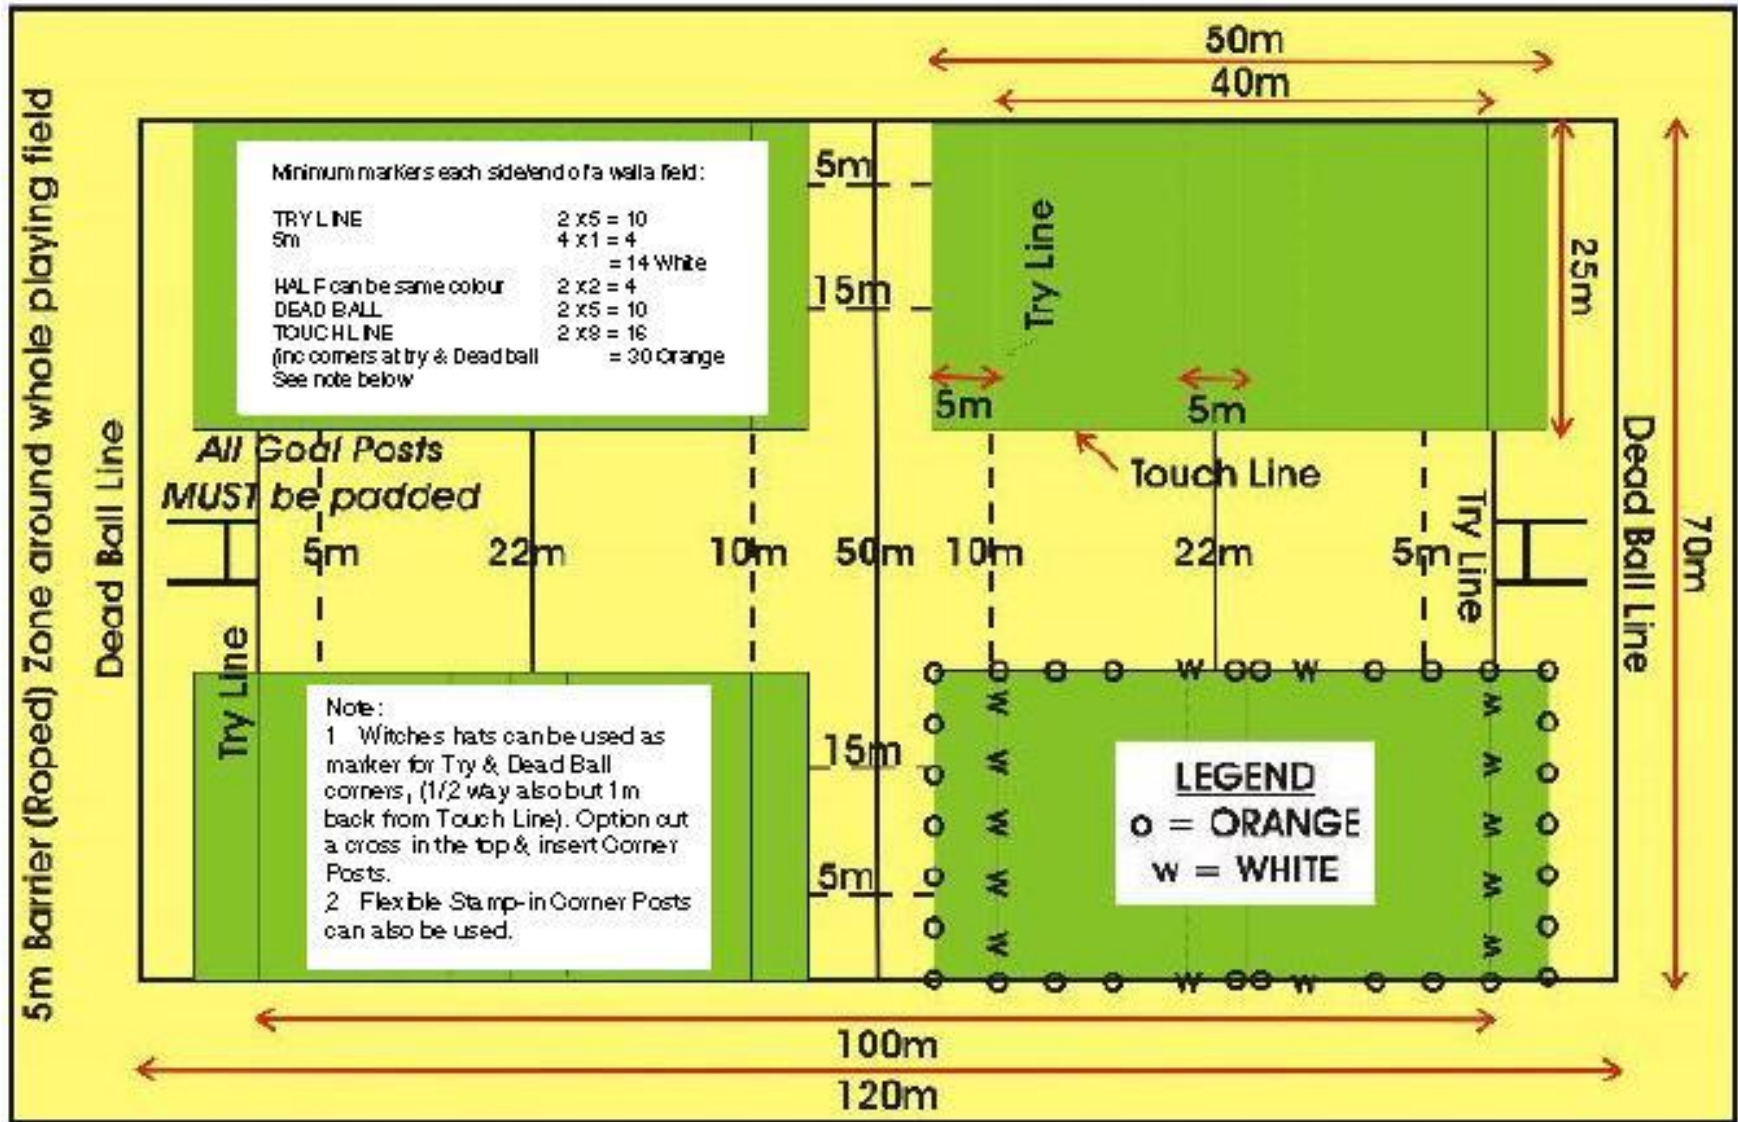 50m
40m
5m Barrier (Roped) Zone around whole playing field
Minimum markers each side/end of a walla field:
TRY LINE 2 x5 = 10
5m 4 x1 = 4
= 14 White
HALF can be same colour 2 x2 = 4
DEAD BALL 2 x5 = 10
TOUCH LINE 2 x8 = 16
(inc corners at try & Dead ball = 30 Orange
See note below
5m
15m
Try Line
25m
5m
5m
Dead Ball Line
All Goal Posts
MUST be padded
Touch Line
5m
22m
10m
50m
10m
22m
5m
Try Line
Dead Ball Line
70m
Try Line
o o o o w o o w o o o o
o w w o
o w w o
o w w o
o w w o
o w w o
o o o o w o o w o o o o
Note:
1 Witches hats can be used as
marker for Try & Dead Ball
corners, (1/2 way also but 1m
back from Touch Line). Option cut
a cross in the top & insert Corner
Posts.
2 Flexible Stamp-in Corner Posts
can also be used.
15m
5m
LEGEND
o = ORANGE
w = WHITE
100m
120m